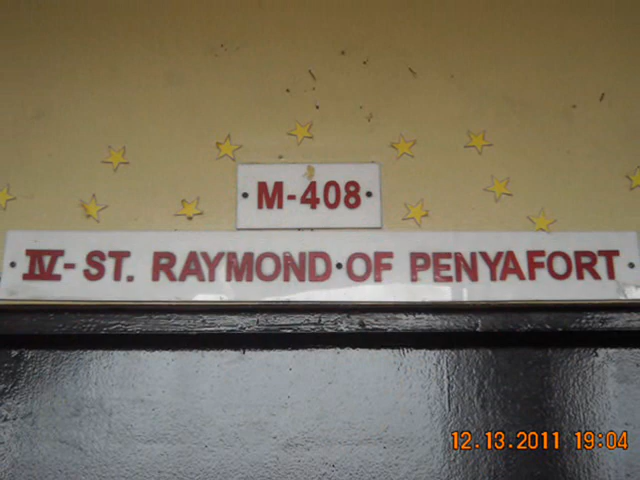 M-408
IV- ST. RAYMOND OF PENYAFORT
12.13.2011 19:04